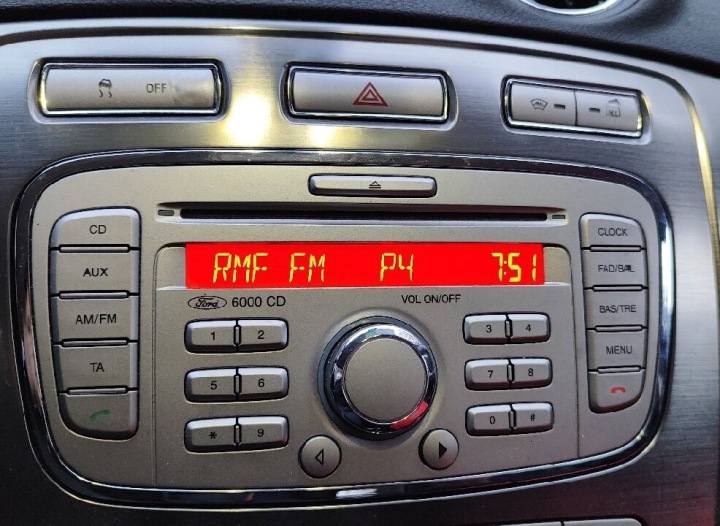 OFF
CD
AUX
AM/FM
TA
RMF FM P4 7:51
Ford 6000 CD
VOL ON/OFF
1 2
5 6
* 9
3 4
7 8
0 #
CLOCK
FAD/BAL
BAS/TRE
MENU